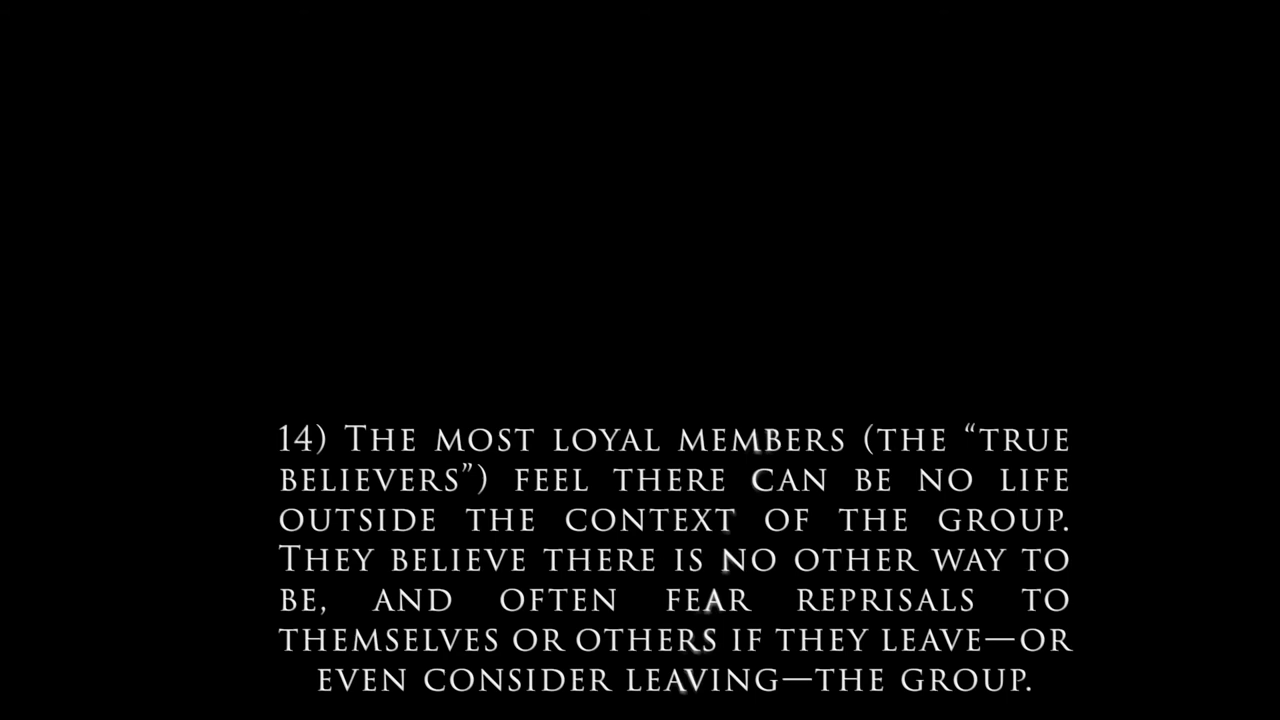 14) The most loyal members (the “true
believers”) feel there can be no life
outside the context of the group.
They believe there is no other way to
be, and often fear reprisals to
themselves or others if they leave—or
even consider leaving—the group.